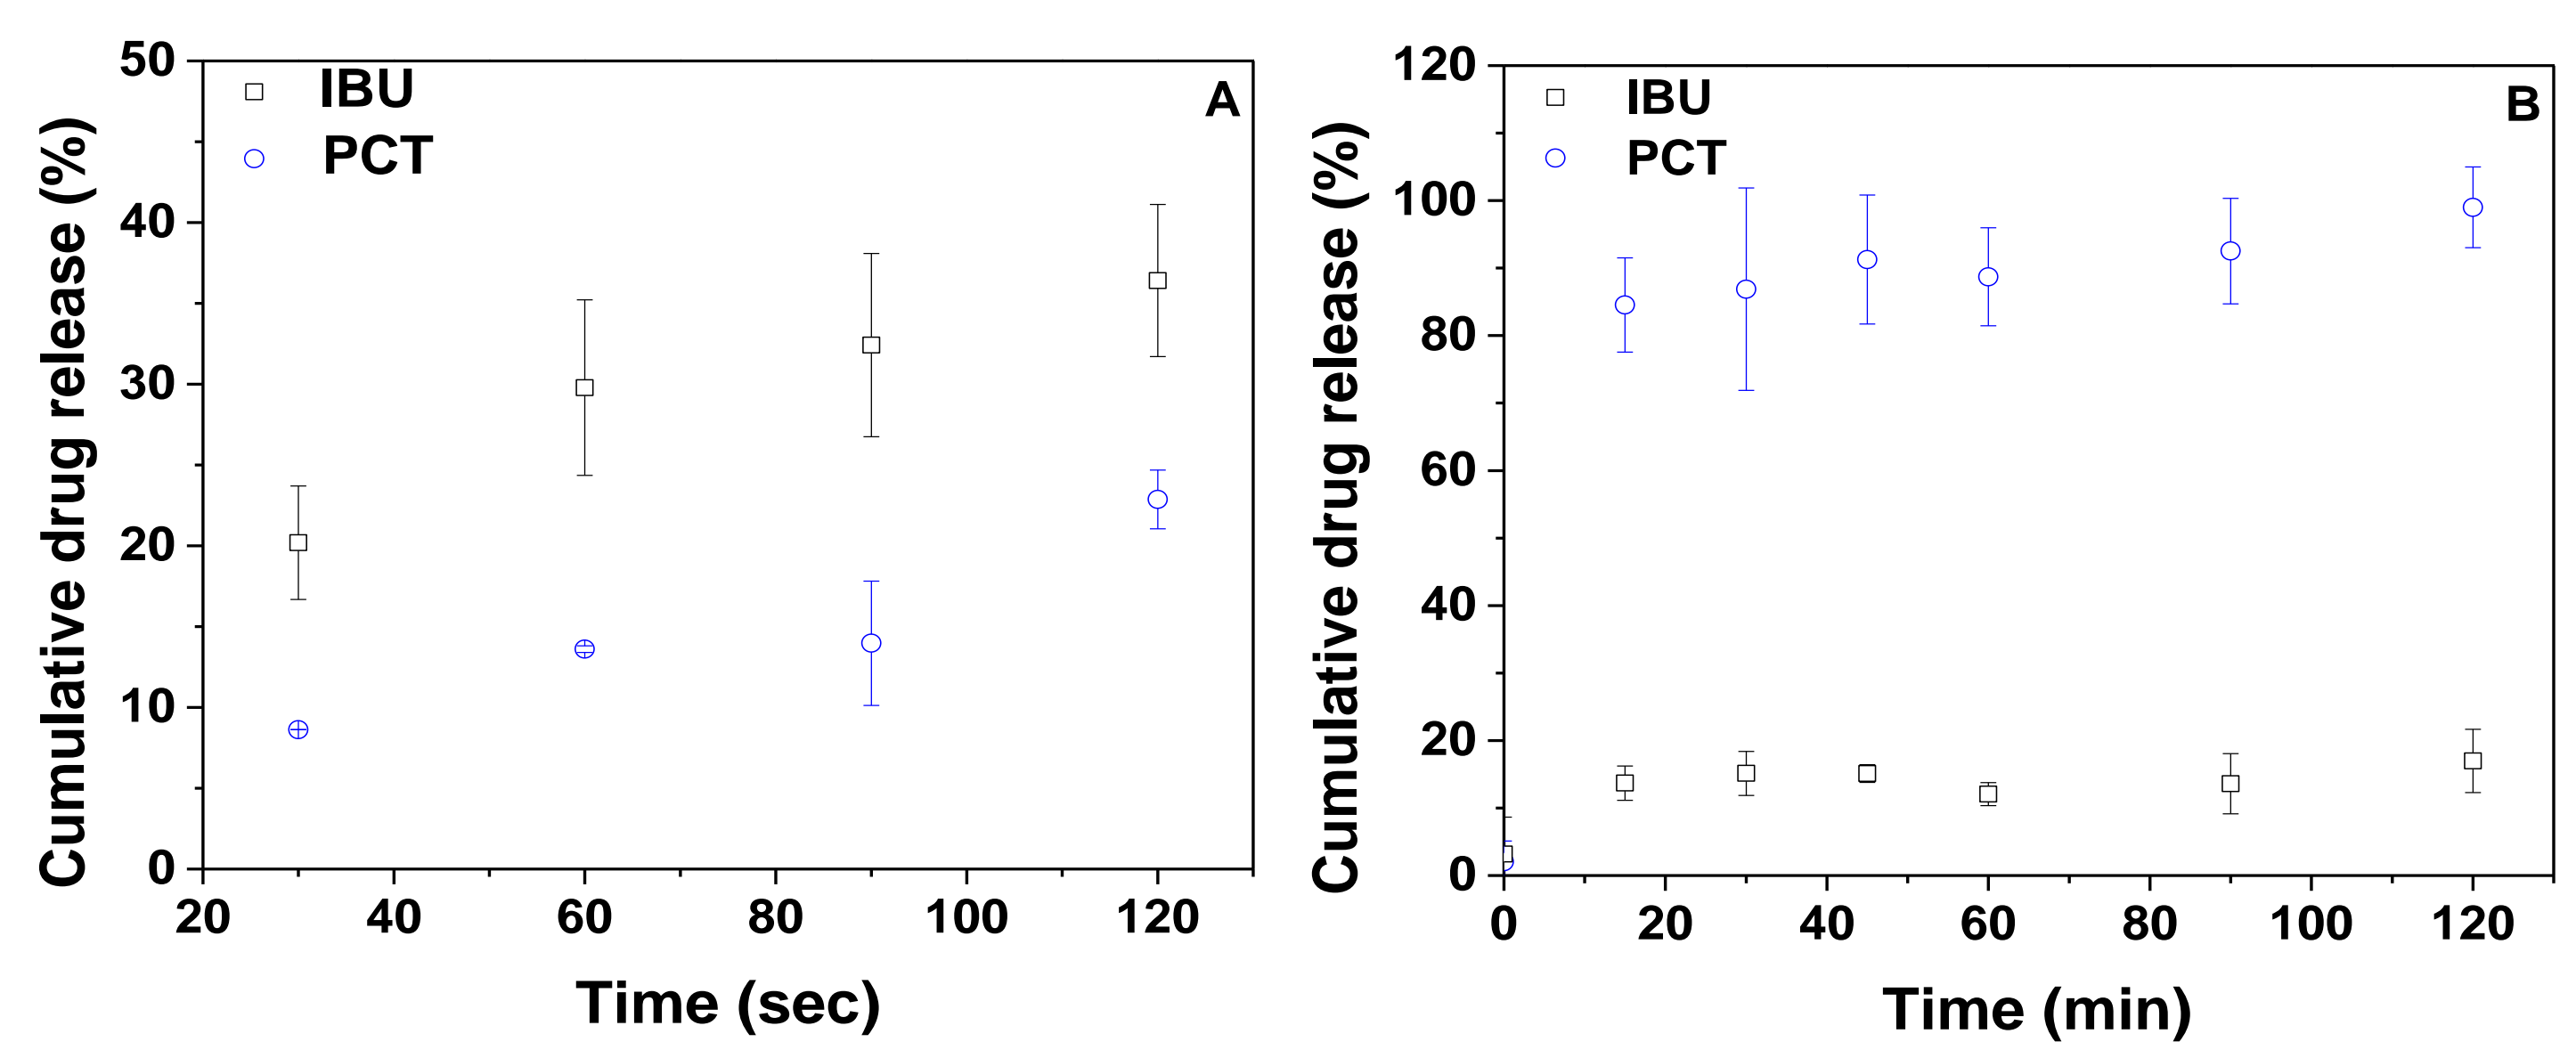 Cumulative drug release (%)
50
40
30
20
10
0
IBU
PCT
A
20 40 60 80 100 120
Time (sec)
Cumulative drug release (%)
120
100
80
60
40
20
0
IBU
PCT
B
0 20 40 60 80 100 120
Time (min)